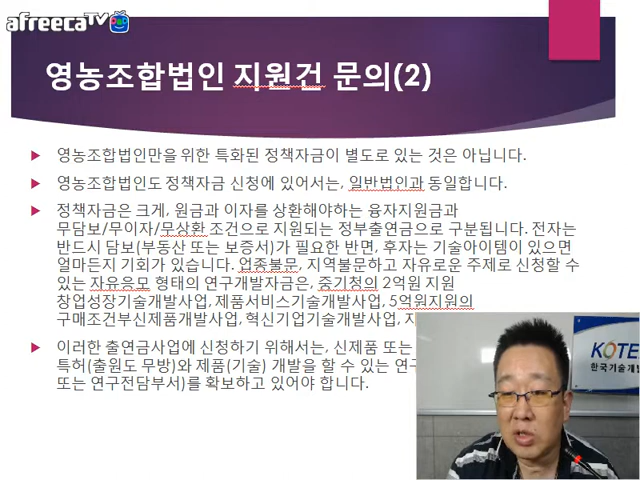 afreecaTV
영농조합법인 지원건 문의(2)
영농조합법인만을 위한 특화된 정책자금이 별도로 있는 것은 아닙니다.
영농조합법인도 정책자금 신청에 있어서는, 일반법인과 동일합니다.
정책자금은 크게, 원금과 이자를 상환해야하는 융자지원금과
무담보/무이자/무상환 조건으로 지원되는 정부출연금으로 구분됩니다. 전자는
반드시 담보(부동산 또는 보증서)가 필요한 반면, 후자는 기술아이템이 있으면
얼마든지 기회가 있습니다. 업종불문, 지역불문하고 자유로운 주제로 신청할 수
있는 자유응모 형태의 연구개발자금은, 중기청의 2억원 지원
창업성장기술개발사업, 제품서비스기술개발사업, 5억원지원의
구매조건부신제품개발사업, 혁신기업기술개발사업,
이러한 출연금사업에 신청하기 위해서는, 신제품 또는
특허(출원도 무방)와 제품(기술) 개발을 할 수 있는
또는 연구전담부서)를 확보하고 있어야 합니다.
KOTE
한국기술개발